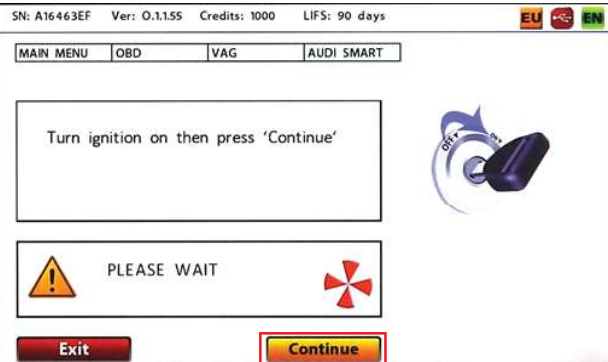 SN: A16463EF Ver: O.1.1.55 Credits: 1000 LIFS: 90 days EU EN
MAIN MENU OBD VAG AUDI SMART
Turn ignition on then press ‘Continue’
OFF ON
PLEASE WAIT
Exit Continue